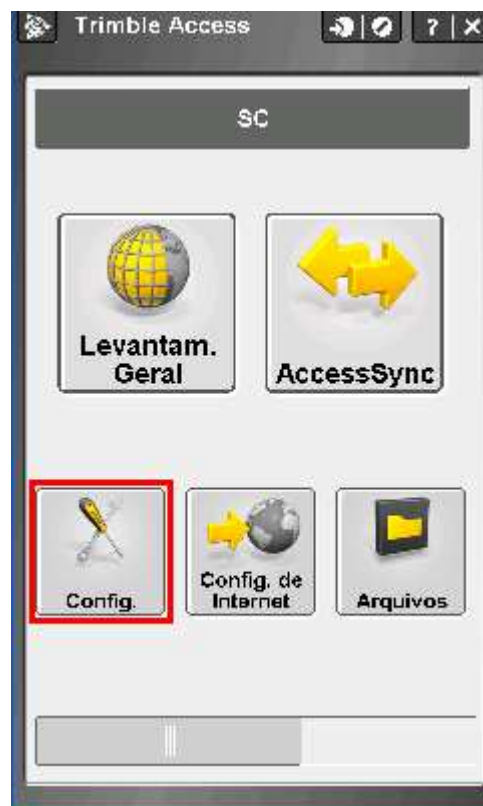 Trimble Access
? X
SC
Levantam.
Geral
AccessSync
Config.
Config. de
Internet
Arquivos